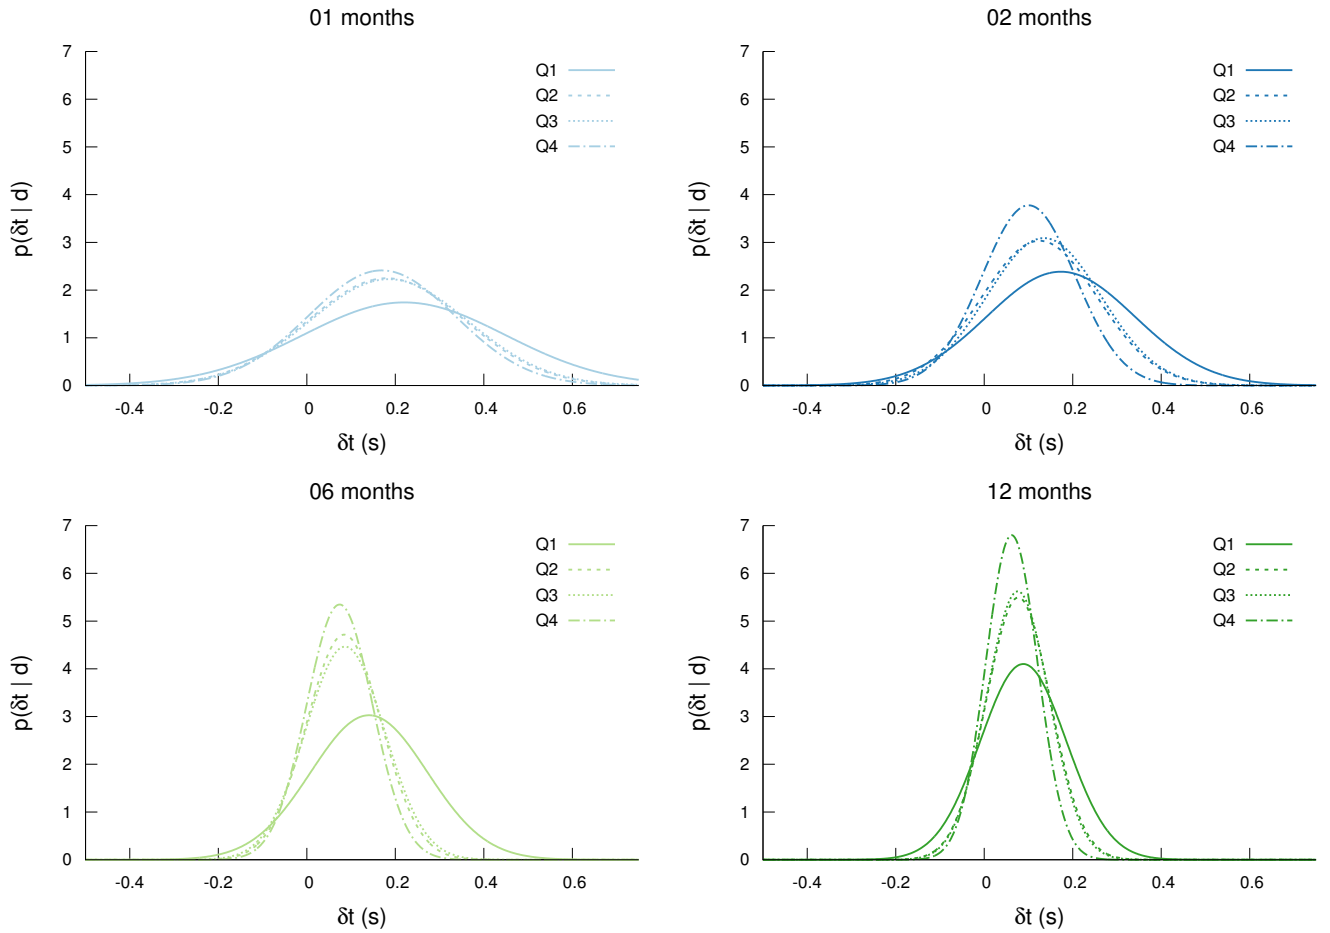 01 months
7
6
5
4
3
2
1
0
p(δt | d)
Q1
Q2
Q3
Q4
-0.4 -0.2 0 0.2 0.4 0.6
δt (s)
02 months
7
6
5
4
3
2
1
0
p(δt | d)
Q1
Q2
Q3
Q4
-0.4 -0.2 0 0.2 0.4 0.6
δt (s)
06 months
7
6
5
4
3
2
1
0
p(δt | d)
Q1
Q2
Q3
Q4
-0.4 -0.2 0 0.2 0.4 0.6
δt (s)
12 months
7
6
5
4
3
2
1
0
p(δt | d)
Q1
Q2
Q3
Q4
-0.4 -0.2 0 0.2 0.4 0.6
δt (s)